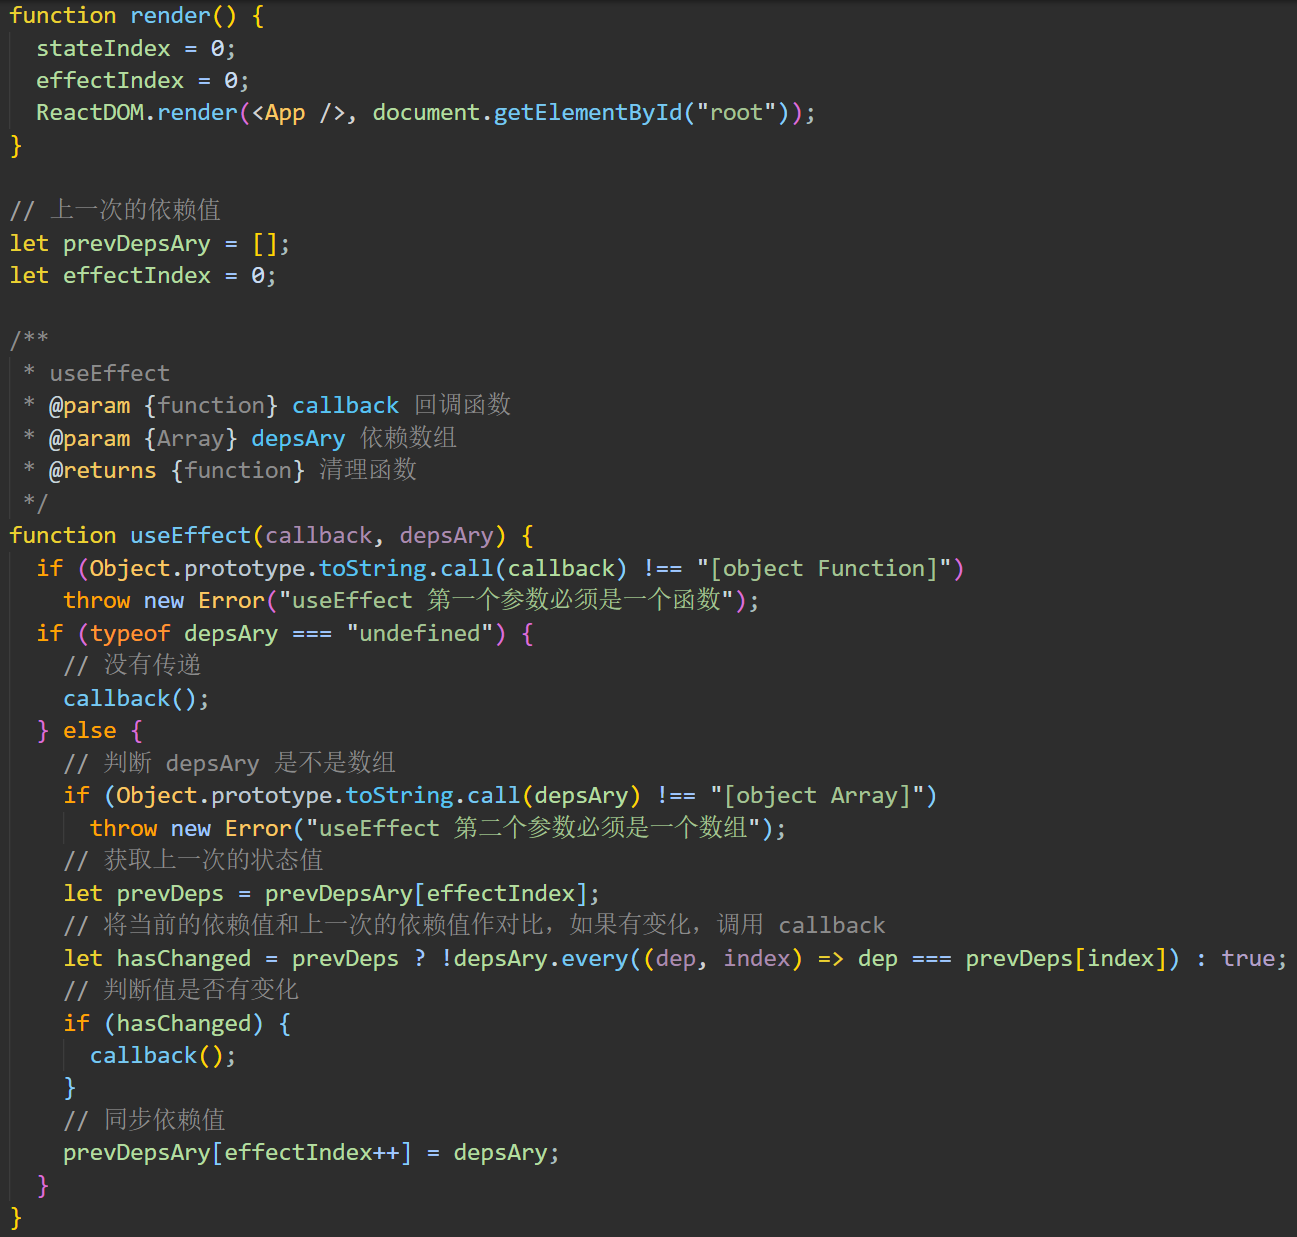 function render() {
  stateIndex = 0;
  effectIndex = 0;
  ReactDOM.render(<App />, document.getElementById("root"));
}

// 上一次的依赖值
let prevDepsAry = [];
let effectIndex = 0;

/**
 * useEffect
 * @param {function} callback 回调函数
 * @param {Array} depsAry 依赖数组
 * @returns {function} 清理函数
 */
function useEffect(callback, depsAry) {
  if (Object.prototype.toString.call(callback) !== "[object Function]")
    throw new Error("useEffect 第一个参数必须是一个函数");
  if (typeof depsAry === "undefined") {
    // 没有传递
    callback();
  } else {
    // 判断 depsAry 是不是数组
    if (Object.prototype.toString.call(depsAry) !== "[object Array]")
      throw new Error("useEffect 第二个参数必须是一个数组");
    // 获取上一次的状态值
    let prevDeps = prevDepsAry[effectIndex];
    // 将当前的依赖值和上一次的依赖值作对比，如果有变化，调用 callback
    let hasChanged = prevDeps ? !depsAry.every((dep, index) => dep === prevDeps[index]) : true;
    // 判断值是否有变化
    if (hasChanged) {
      callback();
    }
    // 同步依赖值
    prevDepsAry[effectIndex++] = depsAry;
  }
}